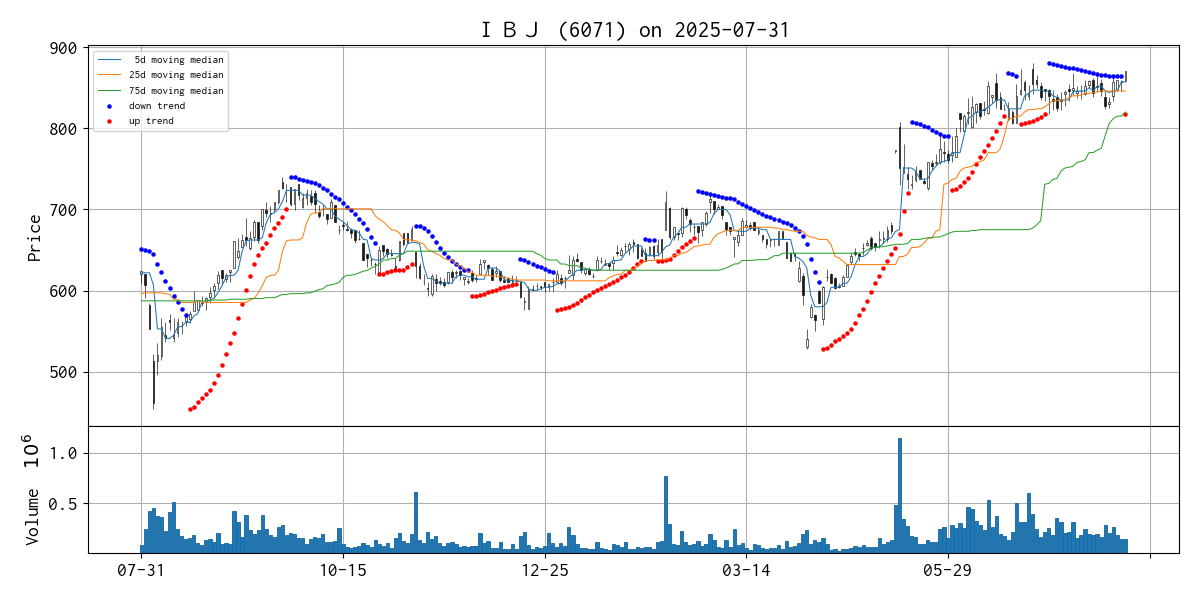 ＩＢＪ (6071) on 2025-07-31
900
800
700
600
500
Price
5d moving median
25d moving median
75d moving median
down trend
up trend
1.0
0.5
Volume 10^6
07-31
10-15
12-25
03-14
05-29